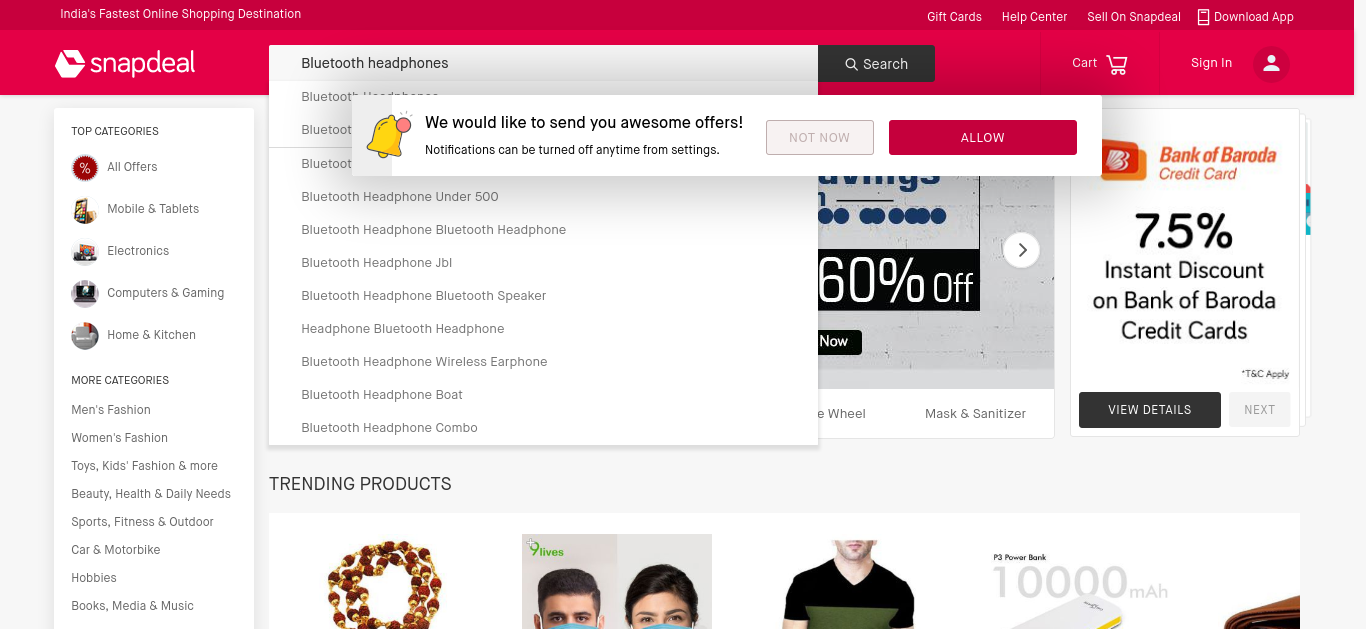 India's Fastest Online Shopping Destination
Gift Cards
Help Center
Sell On Snapdeal
Download App
snapdeal
Bluetooth headphones
Search
Cart
Sign In
Bluetooth Headphones
Bluetoot
Bluetoot
Bluetooth Headphone Under 500
Bluetooth Headphone Bluetooth Headphone
Bluetooth Headphone Jbl
Bluetooth Headphone Bluetooth Speaker
Headphone Bluetooth Headphone
Bluetooth Headphone Wireless Earphone
Bluetooth Headphone Boat
Bluetooth Headphone Combo
We would like to send you awesome offers!
Notifications can be turned off anytime from settings.
NOT NOW
ALLOW
TOP CATEGORIES
%
All Offers
Mobile & Tablets
Electronics
Computers & Gaming
Home & Kitchen
MORE CATEGORIES
Men's Fashion
Women's Fashion
Toys, Kids' Fashion & more
Beauty, Health & Daily Needs
Sports, Fitness & Outdoor
Car & Motorbike
Hobbies
Books, Media & Music
60% Off
Now
e Wheel
Mask & Sanitizer
Bank of Baroda
Credit Card
7.5%
Instant Discount
on Bank of Baroda
Credit Cards
*T&C Apply
VIEW DETAILS
NEXT
TRENDING PRODUCTS
9lives
P3 Power Bank
10000mAh